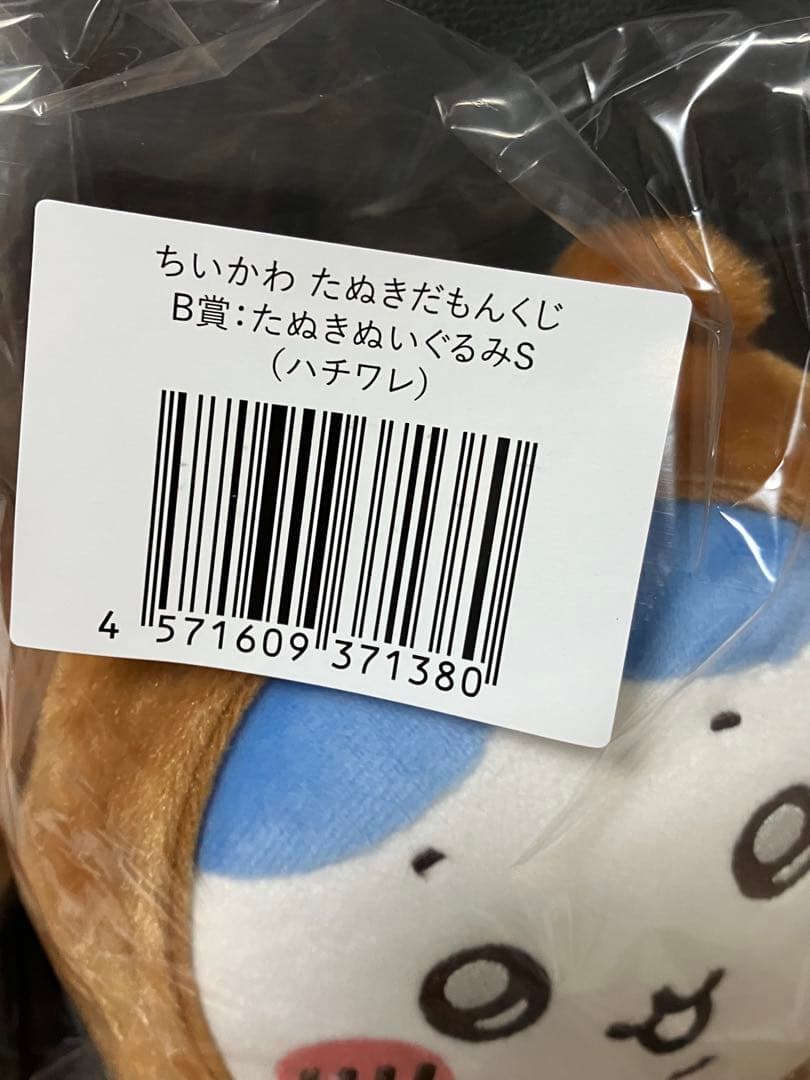 ちいかわ たぬきだもんくじ
B賞：たぬきぬいぐるみS
（ハチワレ）
4 571609 371380